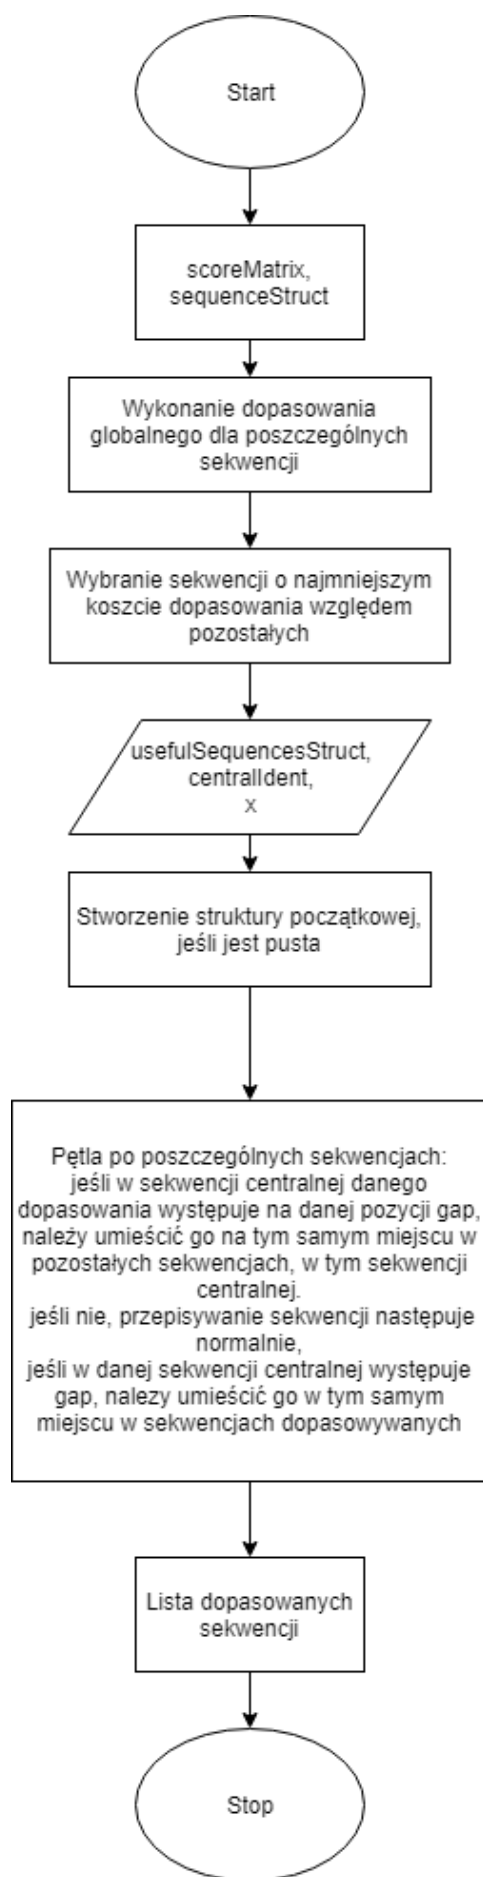 Start
scoreMatrix,
sequenceStruct
Wykonanie dopasowania
globalnego dla poszczególnych
sekwencji
Wybranie sekwencji o najmniejszym
koszcie dopasowania względem
pozostałych
usefulSequencesStruct,
centralIdent,
x
Stworzenie struktury początkowej,
jeśli jest pusta
Pętla po poszczególnych sekwencjach:
jeśli w sekwencji centralnej danego
dopasowania występuje na danej pozycji gap,
należy umieścić go na tym samym miejscu w
pozostałych sekwencjach, w tym sekwencji
centralnej.
jeśli nie, przepisywanie sekwencji następuje
normalnie,
jeśli w danej sekwencji centralnej występuje
gap, nalezy umieścić go w tym samym
miejscu w sekwencjach dopasowywanych
Lista dopasowanych
sekwencji
Stop